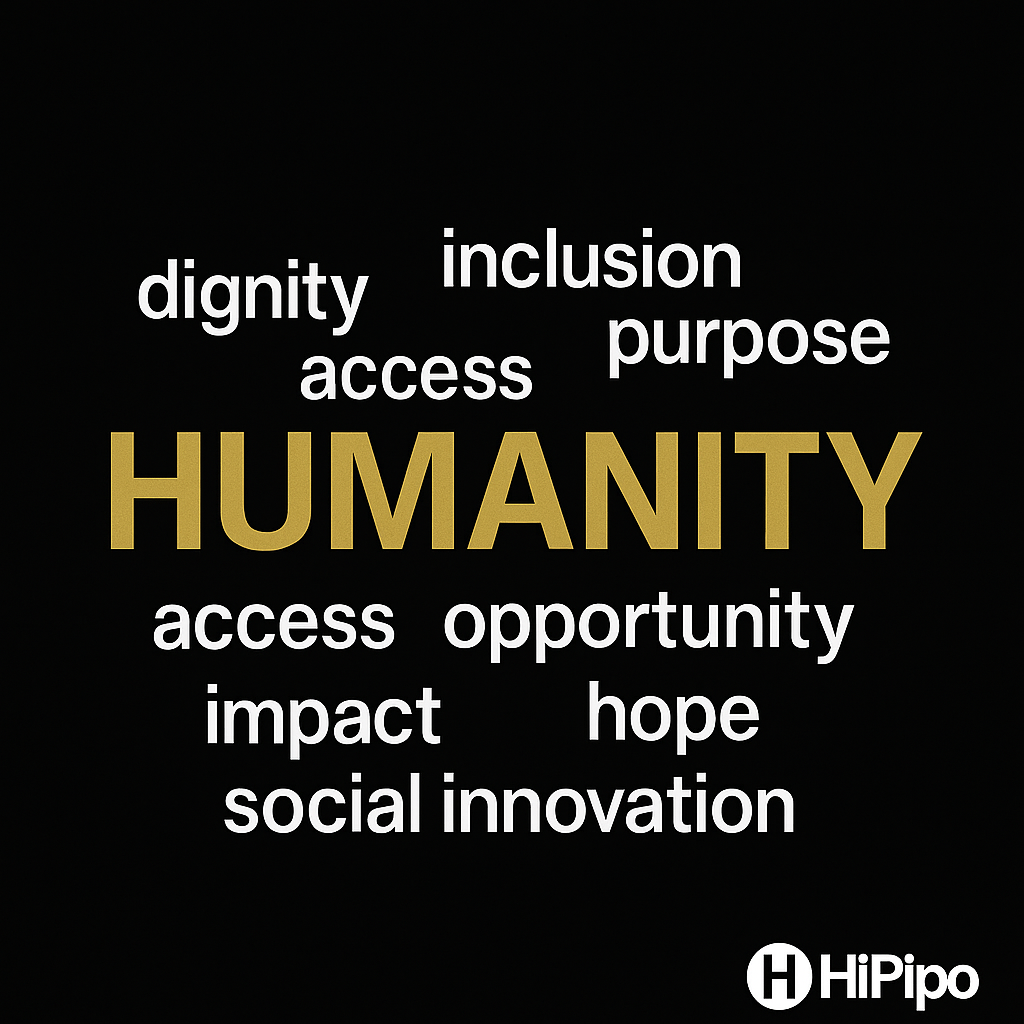 dignity inclusion
access purpose
HUMANITY
access opportunity
impact hope
social innovation
H HiPipo